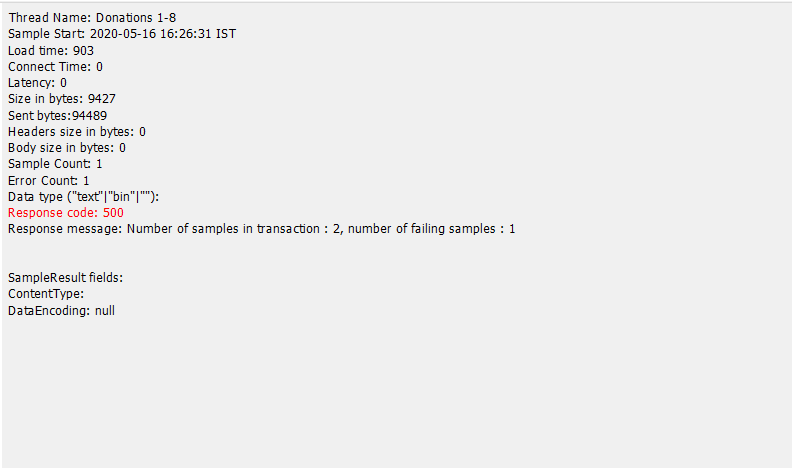 Thread Name: Donations 1-8
Sample Start: 2020-05-16 16:26:31 IST
Load time: 903
Connect Time: 0
Latency: 0
Size in bytes: 9427
Sent bytes:94489
Headers size in bytes: 0
Body size in bytes: 0
Sample Count: 1
Error Count: 1
Data type ("text"|"bin"|""):
Response code: 500
Response message: Number of samples in transaction : 2, number of failing samples : 1
SampleResult fields:
ContentType:
DataEncoding: null